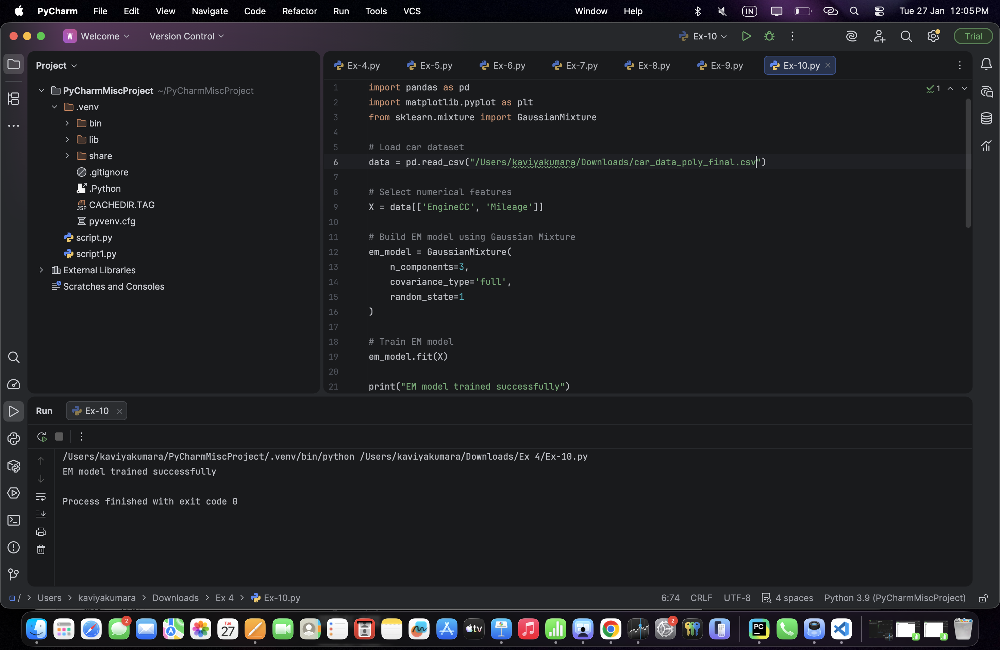 PyCharm File Edit View Navigate Code Refactor Run Tools VCS Window Help IN Tue 27 Jan 12:05 PM
W Welcome Version Control Ex-10 Trial
Project
PyCharmMiscProject ~/PyCharmMiscProject
.venv
bin
lib
share
.gitignore
.Python
JSP CACHEDIR.TAG
pyvenv.cfg
script.py
script1.py
External Libraries
Scratches and Consoles
Ex-4.py Ex-5.py Ex-6.py Ex-7.py Ex-8.py Ex-9.py Ex-10.py
1 import pandas as pd
1
2 import matplotlib.pyplot as plt
3 from sklearn.mixture import GaussianMixture
4
5 # Load car dataset
6 data = pd.read_csv("/Users/kaviyakumara/Downloads/car_data_poly_final.csv")
7
8 # Select numerical features
9 X = data[['EngineCC', 'Mileage']]
10
11 # Build EM model using Gaussian Mixture
12 em_model = GaussianMixture(
13 n_components=3,
14 covariance_type='full',
15 random_state=1
16 )
17
18 # Train EM model
19 em_model.fit(X)
20
21 print("EM model trained successfully")
Run Ex-10
/Users/kaviyakumara/PyCharmMiscProject/.venv/bin/python /Users/kaviyakumara/Downloads/Ex 4/Ex-10.py
EM model trained successfully
Process finished with exit code 0
/ > Users > kaviyakumara > Downloads > Ex 4 > Ex-10.py 6:74 CRLF UTF-8 4 spaces Python 3.9 (PyCharmMiscProject)
2 Tue 27 tv 2 PC